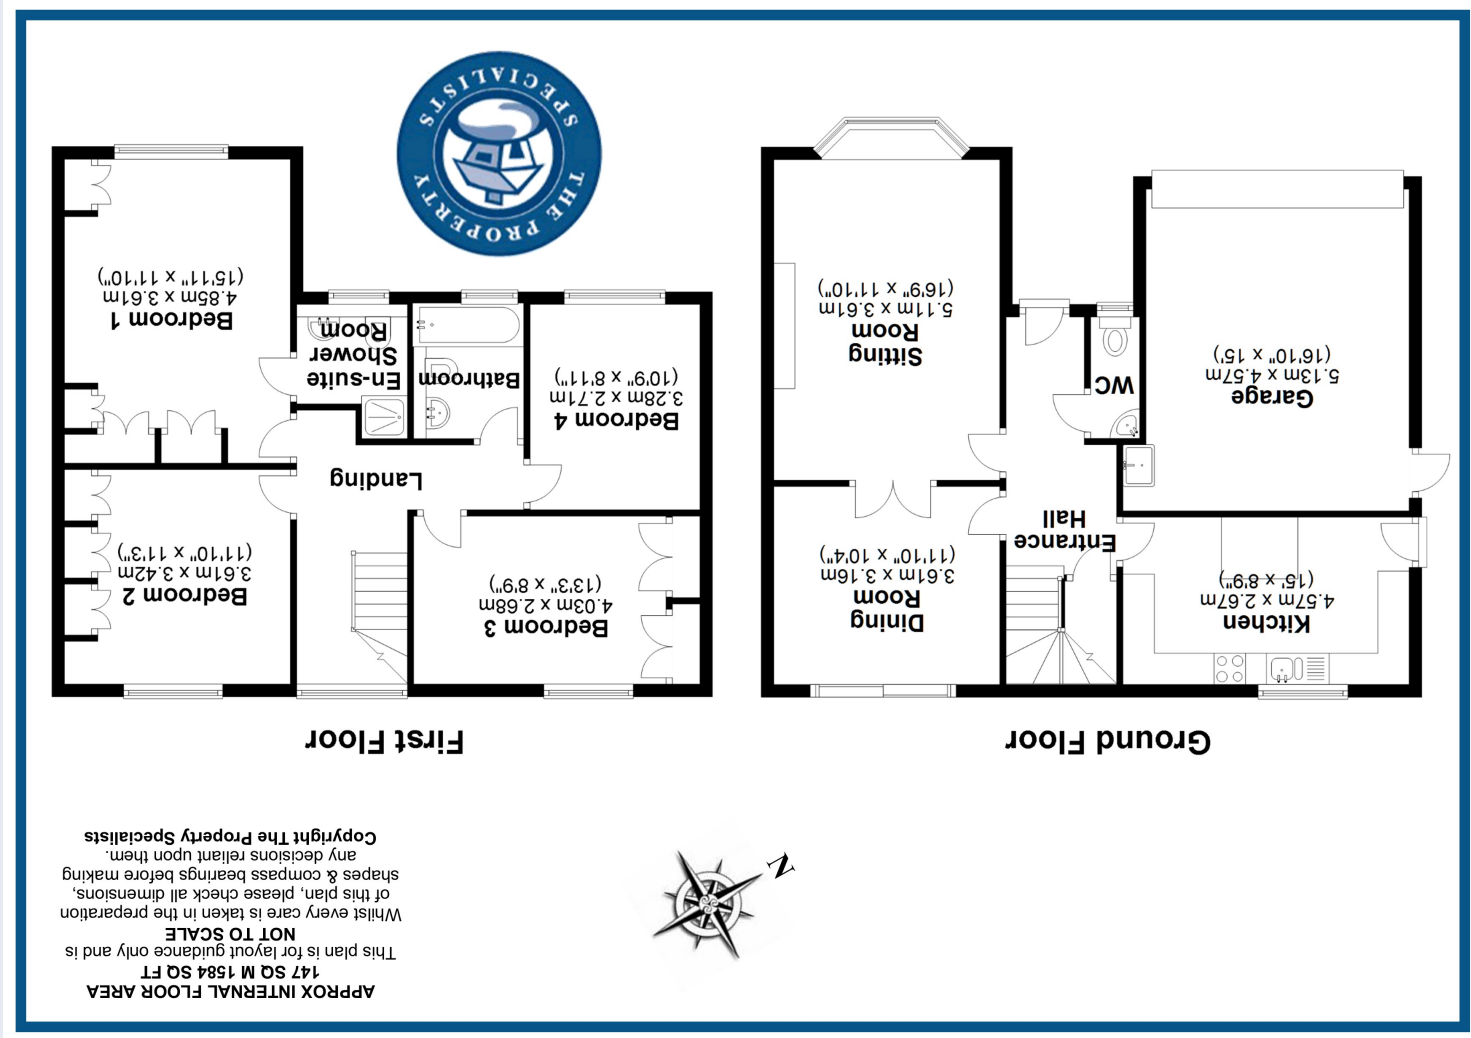 APPROX INTERNAL FLOOR AREA
147 SQ M 1584 SQ FT
This plan is for layout guidance only and is
NOT TO SCALE
Whilst every care is taken in the preparation
of this plan, please check all dimensions,
shapes & compass bearings before making
any decisions reliant upon them.
Copyright The Property Specialists
N
Ground Floor
Kitchen
4.57m x 2.67m
(15' x 8'9")
Dining
Room
3.61m x 3.16m
(11'10" x 10'4")
Entrance
Hall
Garage
5.13m x 4.57m
(16'10" x 15')
WC
Sitting
Room
5.11m x 3.61m
(16'9" x 11'10")
First Floor
Bedroom 3
4.03m x 2.68m
(13'3" x 8'9")
Bedroom 2
3.61m x 3.42m
(11'10" x 11'3")
Landing
Bedroom 4
3.28m x 2.71m
(10'9" x 8'11")
Bathroom
En-suite
Shower
Room
Bedroom 1
4.85m x 3.61m
(15'11" x 11'10")
THE PROPERTY
SPECIALISTS